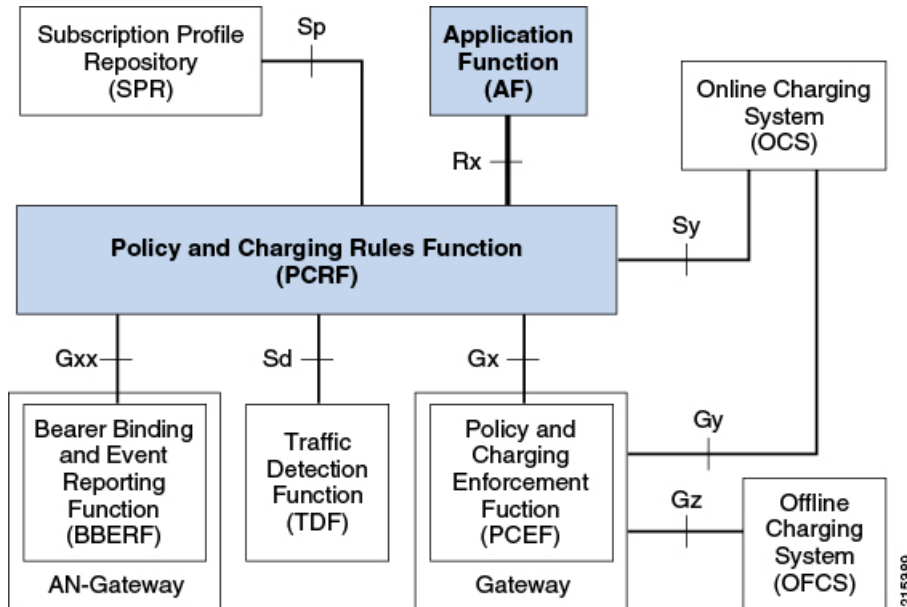 Subscription Profile
Repository
(SPR)
Sp
Application
Function
(AF)
Online Charging
System
(OCS)
Rx
Policy and Charging Rules Function
(PCRF)
Sy
Gxx
Sd
Gx
Bearer Binding
and Event
Reporting
Function
(BBERF)
AN-Gateway
Traffic
Detection
Function
(TDF)
Policy and
Charging
Enforcement
Fuction
(PCEF)
Gateway
Gy
Gz
Offline
Charging
System
(OFCS)